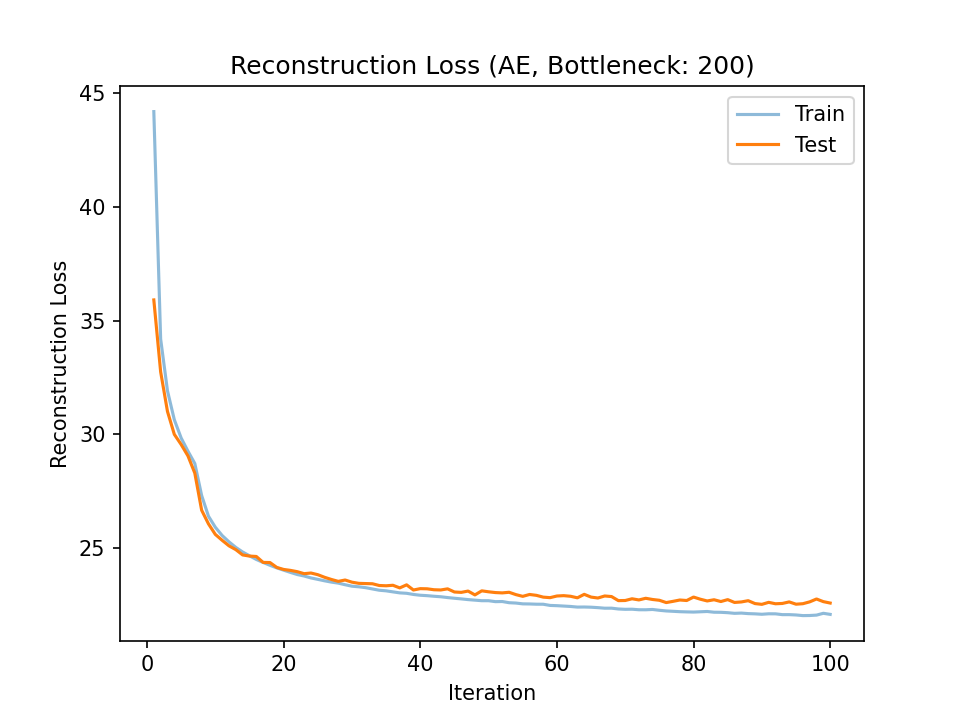 Reconstruction Loss (AE, Bottleneck: 200)
Train
Test
Reconstruction Loss
45
40
35
30
25
0 20 40 60 80 100
Iteration